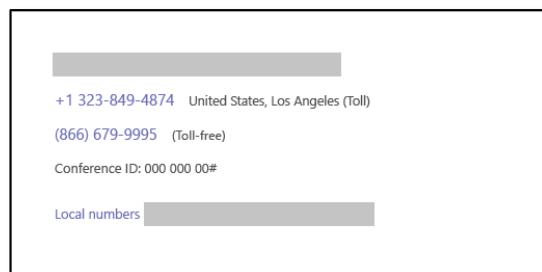 +1 323-849-4874 United States, Los Angeles (Toll)
(866) 679-9995 (Toll-free)
Conference ID: 000 000 00#
Local numbers